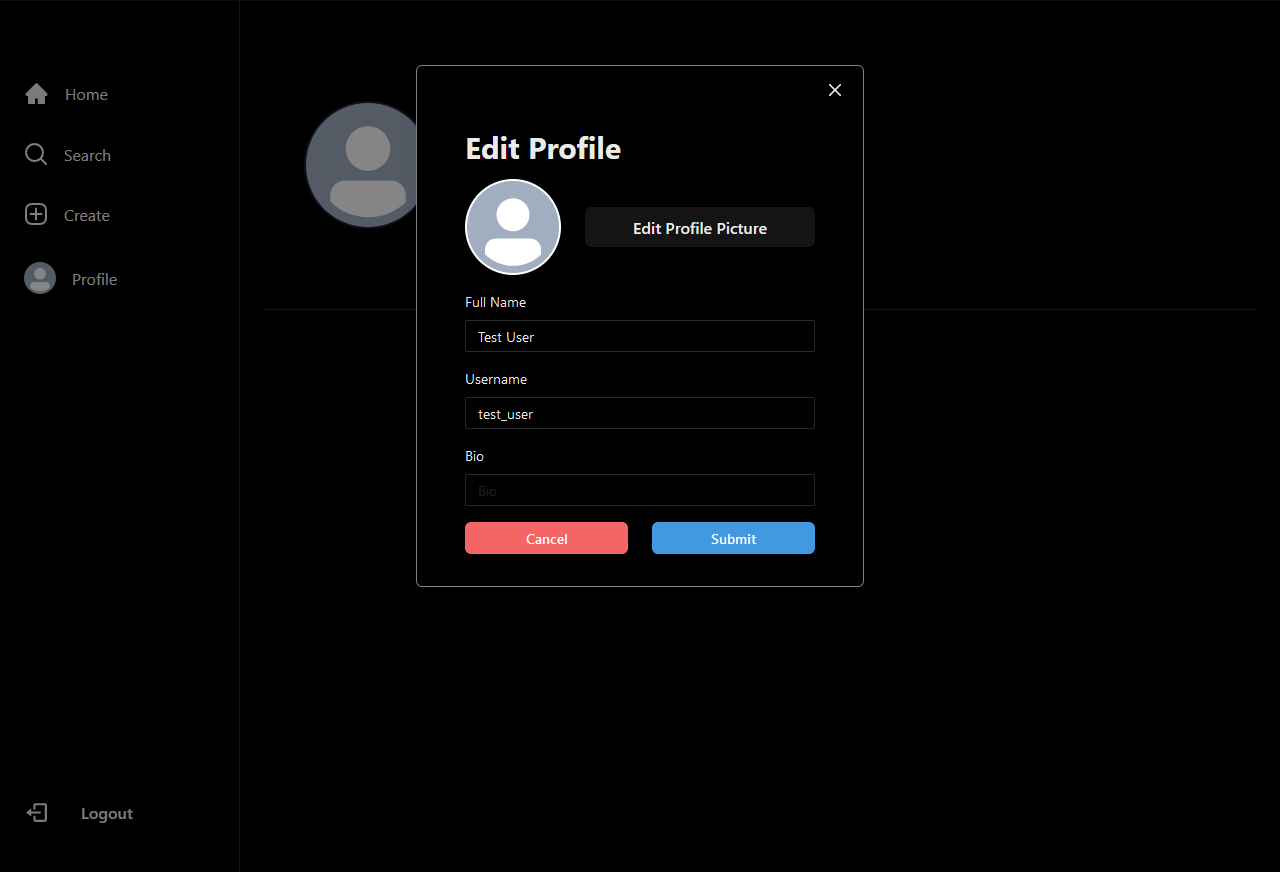 Home
Search
Create
Profile
Logout
Edit Profile
Edit Profile Picture
Full Name
Test User
Username
test_user
Bio
Bio
Cancel
Submit